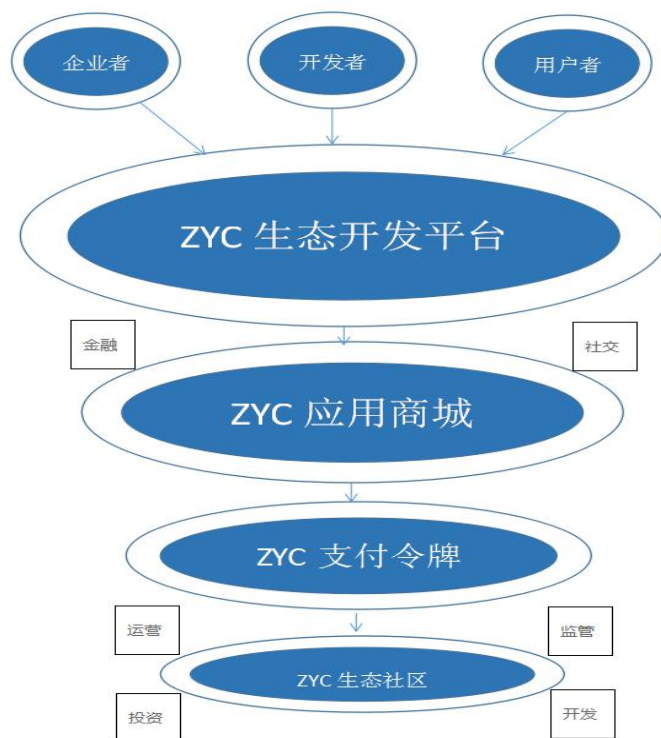 企业者
开发者
用户者
ZYC 生态开发平台
金融
社交
ZYC 应用商城
ZYC 支付令牌
运营
监管
ZYC 生态社区
投资
开发